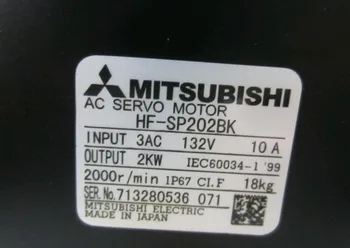 MITSUBISHI
AC SERVO MOTOR
HF-SP202BK
INPUT 3AC 132V 10A
OUTPUT 2KW IEC60034-1 '99
2000r/min IP67 CI.F 18kg
SER.No.713280536 071
MITSUBISHI ELECTRIC
MADE IN JAPAN